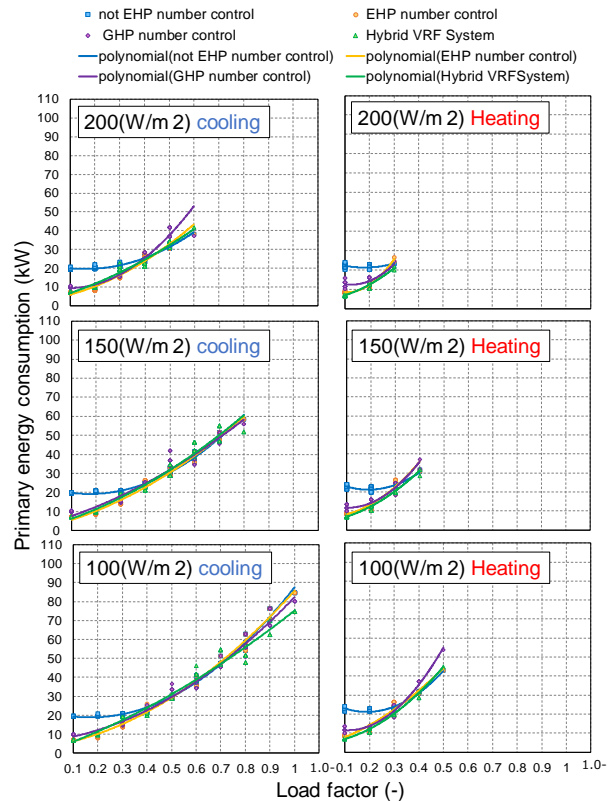 not EHP number control
EHP number control
GHP number control
Hybrid VRF System
polynomial(not EHP number control)
polynomial(EHP number control)
polynomial(GHP number control)
polynomial(Hybrid VRFSystem)
Primary energy consumption (kW)
110
100
90
80
70
60
50
40
30
20
10
0
200(W/m 2) cooling
200(W/m 2) Heating
110
100
90
80
70
60
50
40
30
20
10
0
150(W/m 2) cooling
150(W/m 2) Heating
110
100
90
80
70
60
50
40
30
20
10
0
100(W/m 2) cooling
100(W/m 2) Heating
0.1 0.2 0.3 0.4 0.5 0.6 0.7 0.8 0.9 1 1.0-
0.1 0.2 0.3 0.4 0.5 0.6 0.7 0.8 0.9 1 1.0-
Load factor (-)